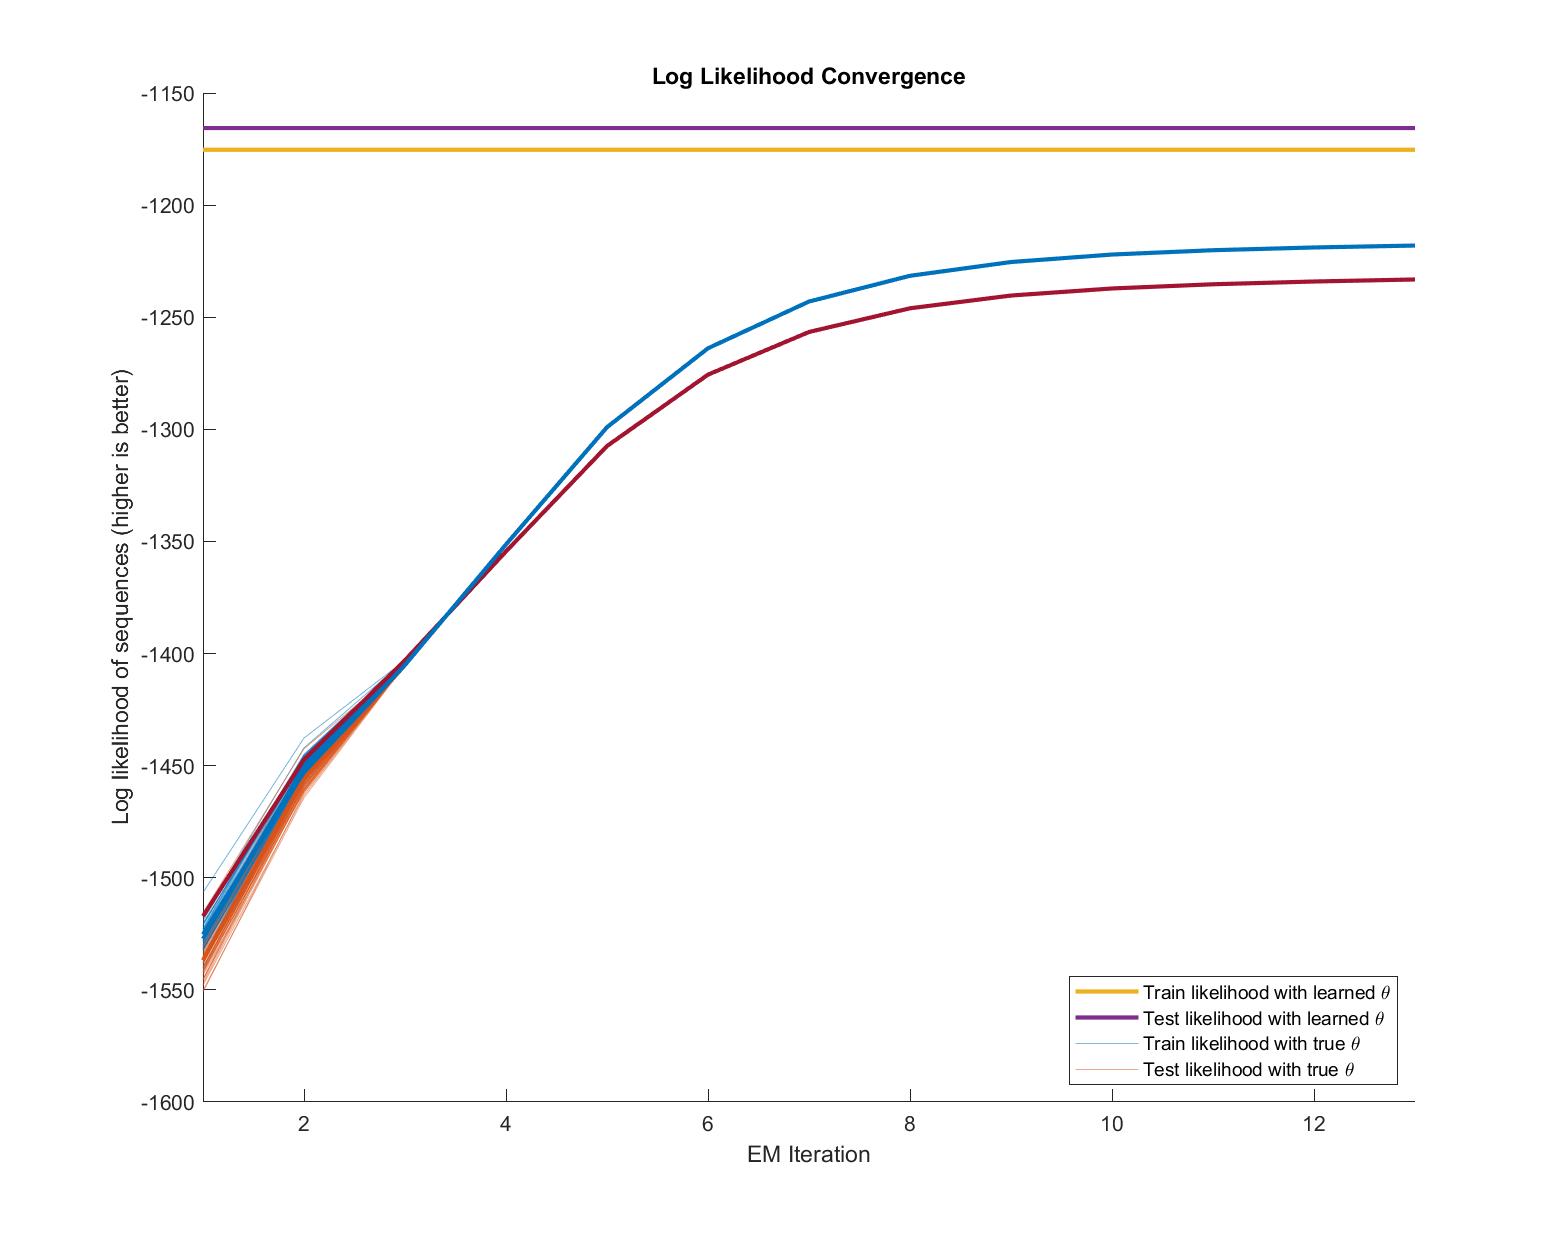 Log Likelihood Convergence
-1150
-1200
-1250
-1300
-1350
-1400
-1450
-1500
-1550
-1600
Log likelihood of sequences (higher is better)
Train likelihood with learned θ
Test likelihood with learned θ
Train likelihood with true θ
Test likelihood with true θ
2 4 6 8 10 12
EM Iteration